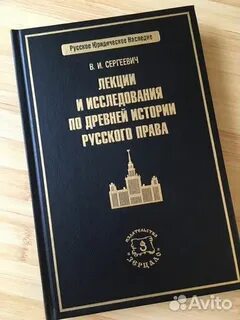 Русское Юридическое Наследие
В. И. СЕРГЕЕВИЧ
ЛЕКЦИИ
И ИССЛЕДОВАНИЯ
ПО ДРЕВНЕЙ ИСТОРИИ
РУССКОГО ПРАВА
ИЗДАТЕЛЬСТВО
ЗЕРЦАЛО
Avito